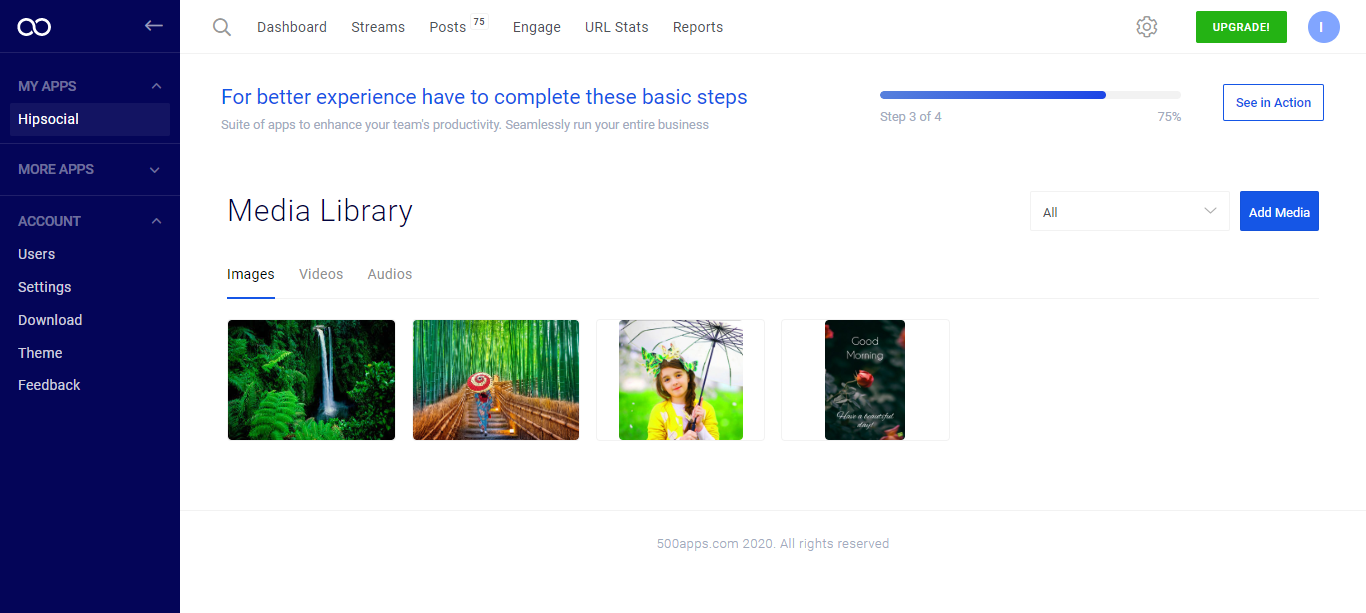 Dashboard Streams Posts 75 Engage URL Stats Reports UPGRADE! I
MY APPS
Hipsocial
MORE APPS
ACCOUNT
Users
Settings
Download
Theme
Feedback
For better experience have to complete these basic steps
Suite of apps to enhance your team's productivity. Seamlessly run your entire business
Step 3 of 4 75%
See in Action
Media Library
All
Add Media
Images Videos Audios
Good
Morning
Have a beautiful
day!
500apps.com 2020. All rights reserved